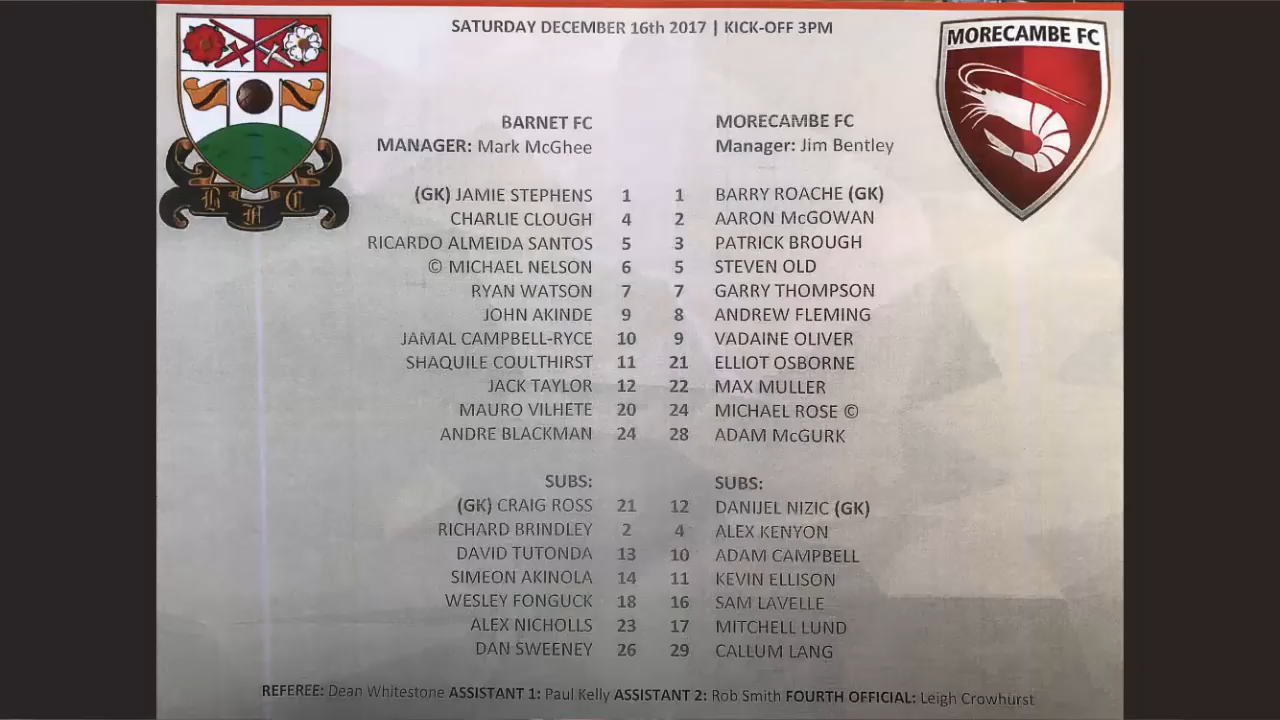 SATURDAY DECEMBER 16th 2017 | KICK-OFF 3PM
MORECAMBE FC
B F C
BARNET FC MORECAMBE FC
MANAGER: Mark McGhee Manager: Jim Bentley
(GK) JAMIE STEPHENS 1 1 BARRY ROACHE (GK)
CHARLIE CLOUGH 4 2 AARON McGOWAN
RICARDO ALMEIDA SANTOS 5 3 PATRICK BROUGH
© MICHAEL NELSON 6 5 STEVEN OLD
RYAN WATSON 7 7 GARRY THOMPSON
JOHN AKINDE 9 8 ANDREW FLEMING
JAMAL CAMPBELL-RYCE 10 9 VADAINE OLIVER
SHAQUILE COULTHIRST 11 21 ELLIOT OSBORNE
JACK TAYLOR 12 22 MAX MULLER
MAURO VILHETE 20 24 MICHAEL ROSE ©
ANDRE BLACKMAN 24 28 ADAM McGURK
SUBS: SUBS:
(GK) CRAIG ROSS 21 12 DANIJEL NIZIC (GK)
RICHARD BRINDLEY 2 4 ALEX KENYON
DAVID TUTONDA 13 10 ADAM CAMPBELL
SIMEON AKINOLA 14 11 KEVIN ELLISON
WESLEY FONGUCK 18 16 SAM LAVELLE
ALEX NICHOLLS 23 17 MITCHELL LUND
DAN SWEENEY 26 29 CALLUM LANG
REFEREE: Dean Whitestone ASSISTANT 1: Paul Kelly ASSISTANT 2: Rob Smith FOURTH OFFICIAL: Leigh Crowhurst